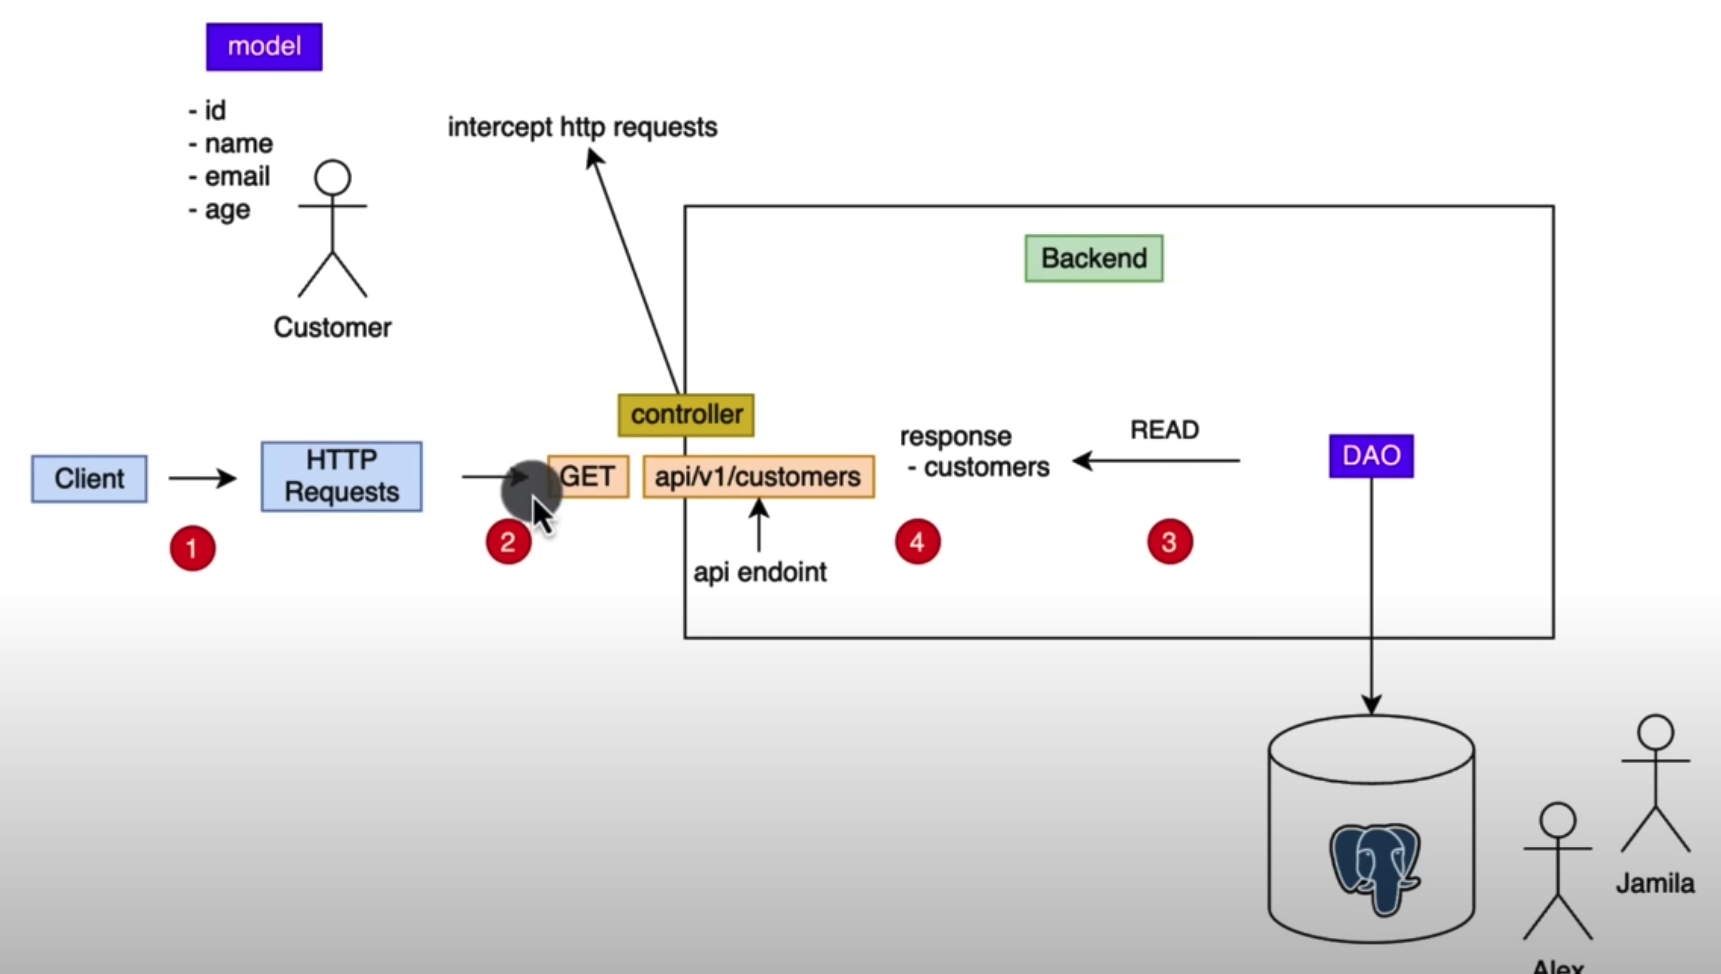 model
- id
- name
- email
- age
Customer
intercept http requests
Backend
controller
Client
HTTP
Requests
GET
api/v1/customers
response
- customers
READ
DAO
1
2
4
3
api endoint
Jamila
Alex